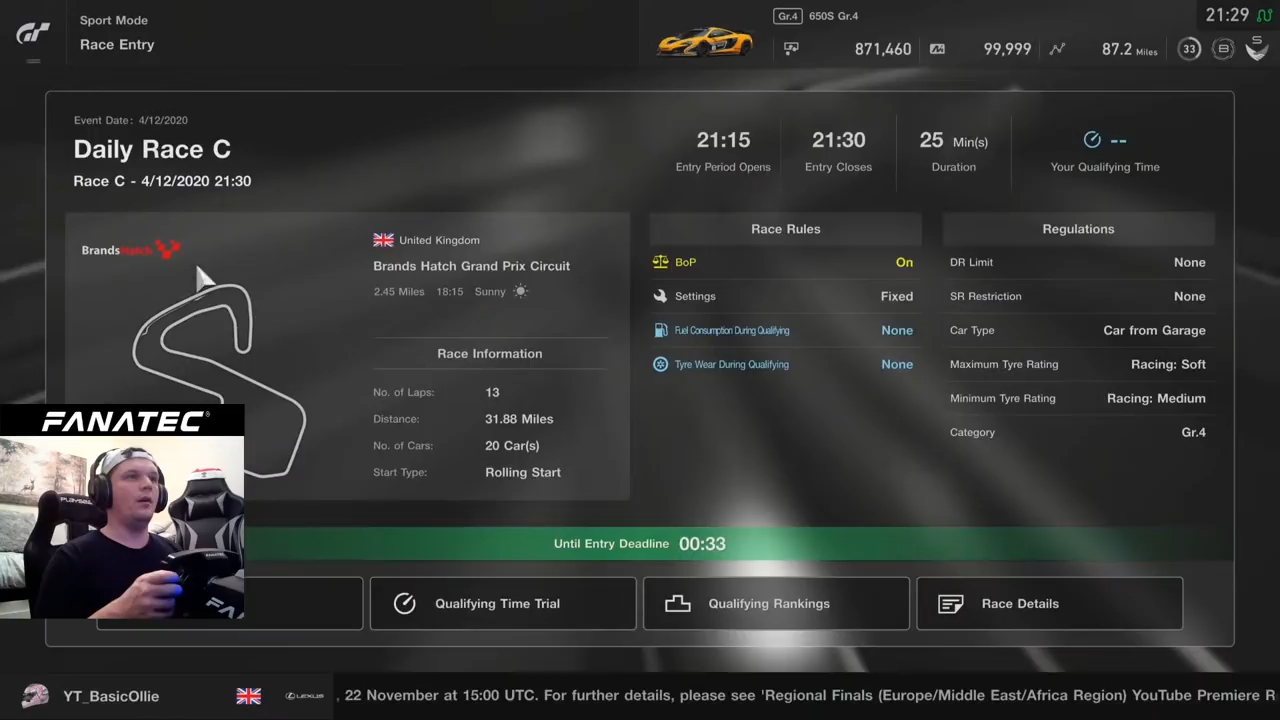 Sport Mode
Race Entry
Gr.4 650S Gr.4
871,460
99,999
87.2 Miles
33
B
S
21:29
Event Date: 4/12/2020
Daily Race C
Race C - 4/12/2020 21:30
21:15
Entry Period Opens
21:30
Entry Closes
25 Min(s)
Duration
--
Your Qualifying Time
BrandsHatch
United Kingdom
Brands Hatch Grand Prix Circuit
2.45 Miles 18:15 Sunny
Race Information
No. of Laps: 13
Distance: 31.88 Miles
No. of Cars: 20 Car(s)
Start Type: Rolling Start
Race Rules
BoP On
Settings Fixed
Fuel Consumption During Qualifying None
Tyre Wear During Qualifying None
Regulations
DR Limit None
SR Restriction None
Car Type Car from Garage
Maximum Tyre Rating Racing: Soft
Minimum Tyre Rating Racing: Medium
Category Gr.4
FANATEC
Until Entry Deadline 00:33
Qualifying Time Trial
Qualifying Rankings
Race Details
YT_BasicOllie
LEXUS
, 22 November at 15:00 UTC. For further details, please see 'Regional Finals (Europe/Middle East/Africa Region) YouTube Premiere R